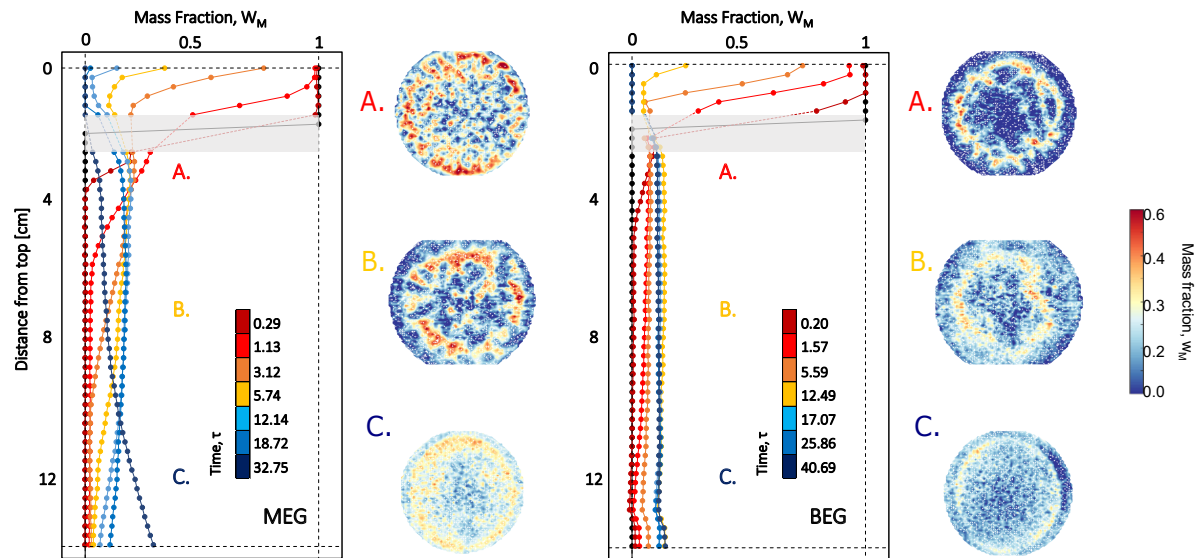 Mass Fraction, W_M
0
0.5
1
Distance from top [cm]
0
4
8
12
A.
B.
C.
Time, τ
0.29
1.13
3.12
5.74
12.14
18.72
32.75
MEG
A.
B.
C.
Mass Fraction, W_M
0
0.5
1
0
4
8
12
A.
B.
C.
Time, τ
0.20
1.57
5.59
12.49
17.07
25.86
40.69
BEG
A.
B.
C.
0.6
0.4
0.3
0.2
0.0
Mass fraction, w_M